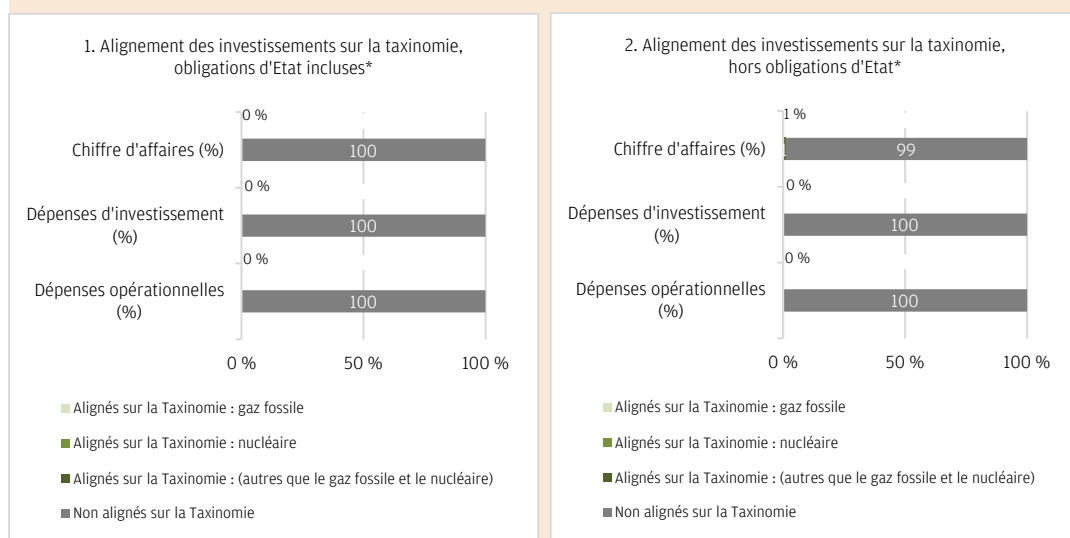 1. Alignement des investissements sur la taxinomie,
obligations d'Etat incluses*
0 %
Chiffre d'affaires (%)
100
0 %
Dépenses d'investissement
(%)
100
0 %
Dépenses opérationnelles
(%)
100
0 %
50 %
100 %
Alignés sur la Taxinomie : gaz fossile
Alignés sur la Taxinomie : nucléaire
Alignés sur la Taxinomie : (autres que le gaz fossile et le nucléaire)
Non alignés sur la Taxinomie
2. Alignement des investissements sur la taxinomie,
hors obligations d'Etat*
1 %
Chiffre d'affaires (%)
1
99
0 %
Dépenses d'investissement
(%)
100
0 %
Dépenses opérationnelles
(%)
100
0 %
50 %
100 %
Alignés sur la Taxinomie : gaz fossile
Alignés sur la Taxinomie : nucléaire
Alignés sur la Taxinomie : (autres que le gaz fossile et le nucléaire)
Non alignés sur la Taxinomie